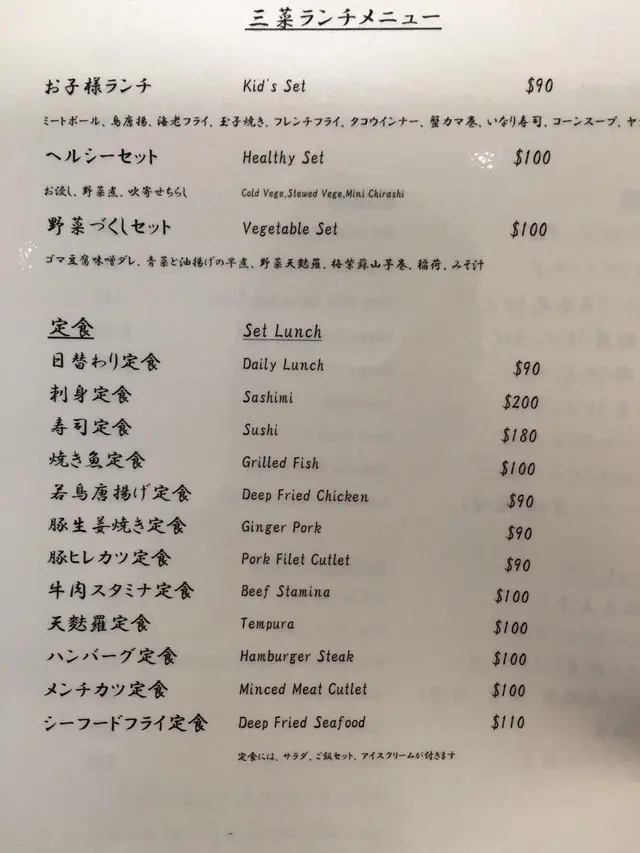 三菜ランチメニュー
お子様ランチ Kid's Set $90
ミートボール、鳥唐揚、海老フライ、玉子焼き、フレンチフライ、タコウインナー、蟹カマ巻、いなり寿司、コーンスープ、ヤ
ヘルシーセット Healthy Set $100
お浸し、野菜煮、吹寄せちらし Cold Vege,Stewed Vege,Mini Chirashi
野菜づくしセット Vegetable Set $100
ゴマ豆腐味噌ダレ、青菜と油揚げの早煮、野菜天麩羅、梅紫蘇山芋巻、稲荷、みそ汁
定食 Set Lunch
日替わり定食 Daily Lunch $90
刺身定食 Sashimi $200
寿司定食 Sushi $180
焼き魚定食 Grilled Fish $100
若鳥唐揚げ定食 Deep Fried Chicken $90
豚生姜焼き定食 Ginger Pork $90
豚ヒレカツ定食 Pork Filet Cutlet $90
牛肉スタミナ定食 Beef Stamina $100
天麩羅定食 Tempura $100
ハンバーグ定食 Hamburger Steak $100
メンチカツ定食 Minced Meat Cutlet $100
シーフードフライ定食 Deep Fried Seafood $110
定食には、サラダ、ご飯セット、アイスクリームが付きます